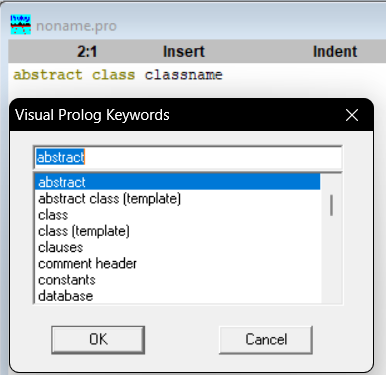 Prolog
noname.pro
2:1 Insert Indent
abstract class classname
Visual Prolog Keywords
abstract
abstract
abstract class (template)
class
class (template)
clauses
comment header
constants
database
OK Cancel